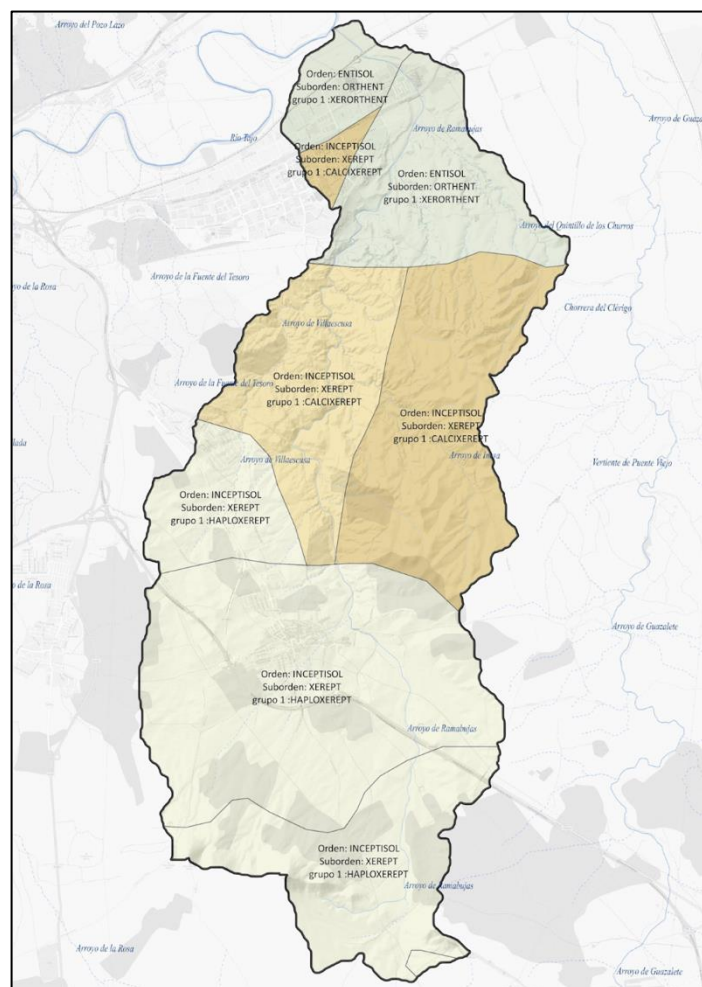 Arroyo del Pozo Lazo
Orden: ENTISOL
Suborden: ORTHENT
grupo 1 :XERORTHENT
Arroyo de Guaza
Río Tajo
Arroyo de Ramabujas
Orden: INCEPTISOL
Suborden: XEREPT
grupo 1 :CALCIXEREPT
Orden: ENTISOL
Suborden: ORTHENT
grupo 1 :XERORTHENT
Arroyo del Quintillo de los Churros
Arroyo de la Fuente del Tesoro
yo de la Rosa
Chorrera del Clérigo
Arroyo de Villaescusa
Arroyo de la Fuente del Tesoro
Orden: INCEPTISOL
Suborden: XEREPT
grupo 1 :CALCIXEREPT
Orden: INCEPTISOL
Suborden: XEREPT
grupo 1 :CALCIXEREPT
lada
Arroyo de Villaescusa
Vertiente de Puente Viejo
Orden: INCEPTISOL
Suborden: XEREPT
grupo 1 :HAPLOXEREPT
o de la Rosa
Arroyo de Guazalete
Orden: INCEPTISOL
Suborden: XEREPT
grupo 1 :HAPLOXEREPT
Arroyo de Ramabujas
Orden: INCEPTISOL
Suborden: XEREPT
grupo 1 :HAPLOXEREPT
Arroyo de Ramabujas
Arroyo de la Rosa
Arroyo de Guazalete